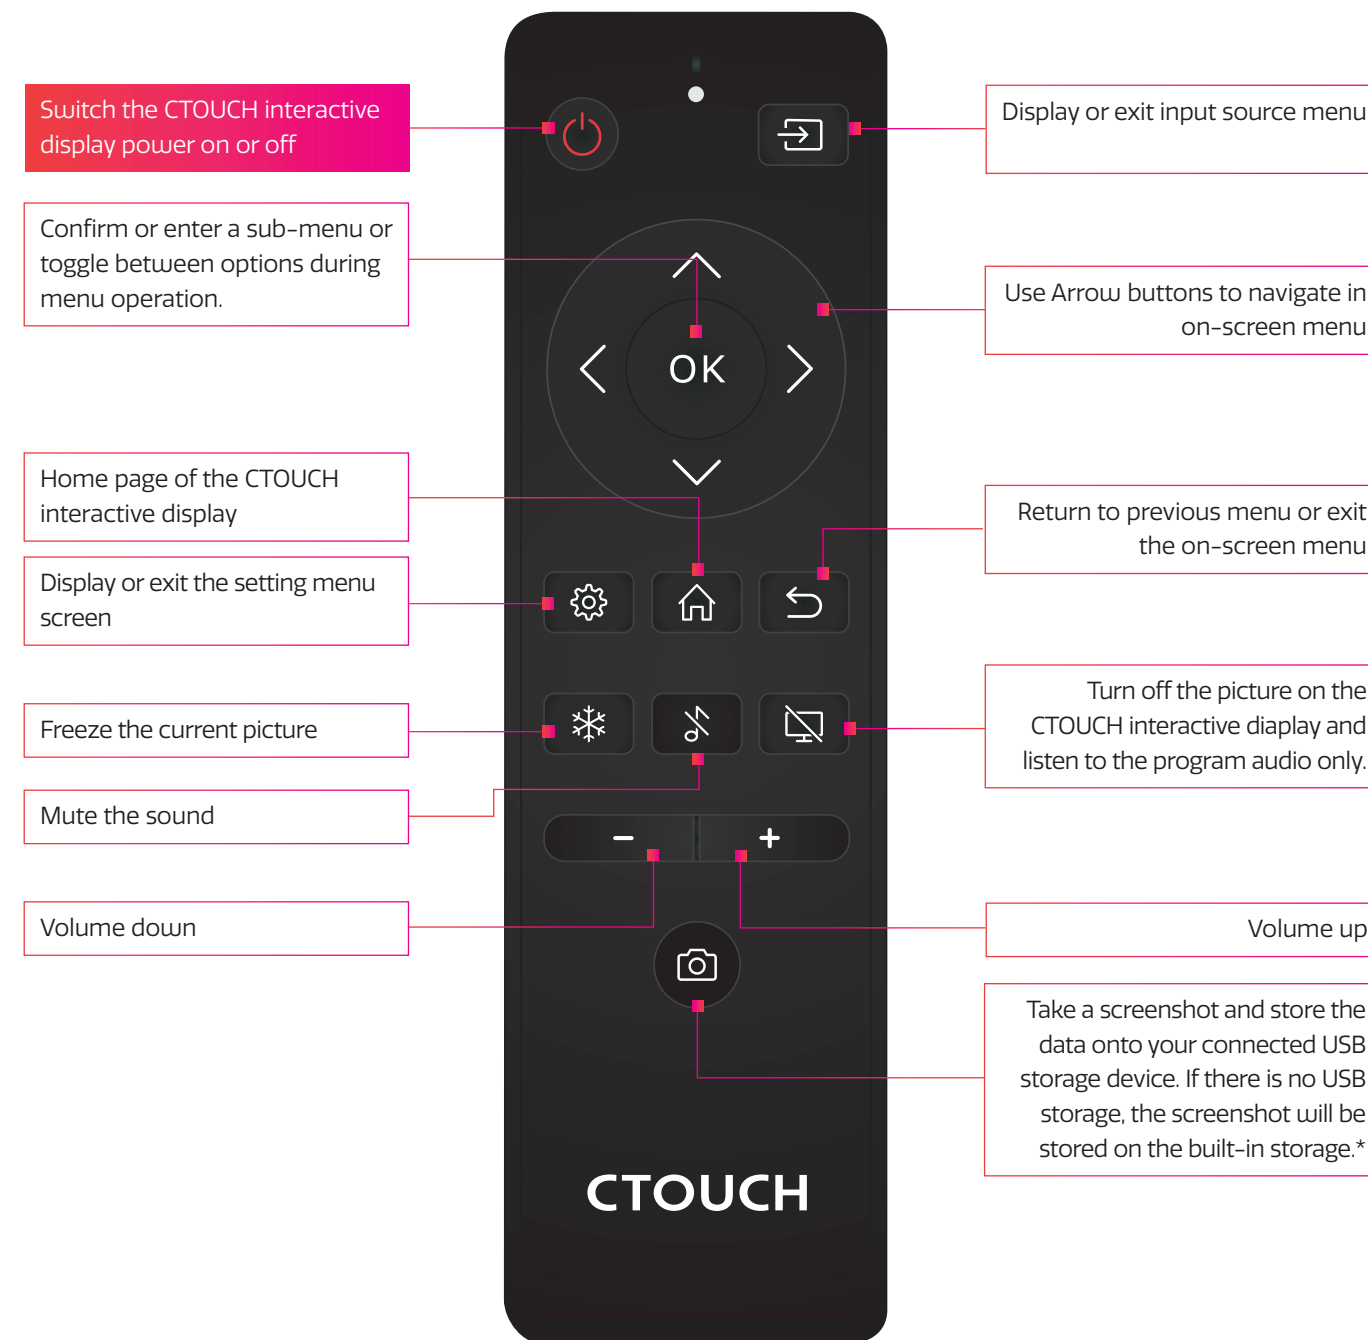 Switch the CTOUCH interactive
display power on or off
Display or exit input source menu
Confirm or enter a sub-menu or
toggle between options during
menu operation.
Use Arrow buttons to navigate in
on-screen menu
OK
Home page of the CTOUCH
interactive display
Return to previous menu or exit
the on-screen menu
Display or exit the setting menu
screen
Freeze the current picture
Turn off the picture on the
CTOUCH interactive diaplay and
listen to the program audio only.
Mute the sound
- +
Volume down
Volume up
Take a screenshot and store the
data onto your connected USB
storage device. If there is no USB
storage, the screenshot will be
stored on the built-in storage.*
CTOUCH